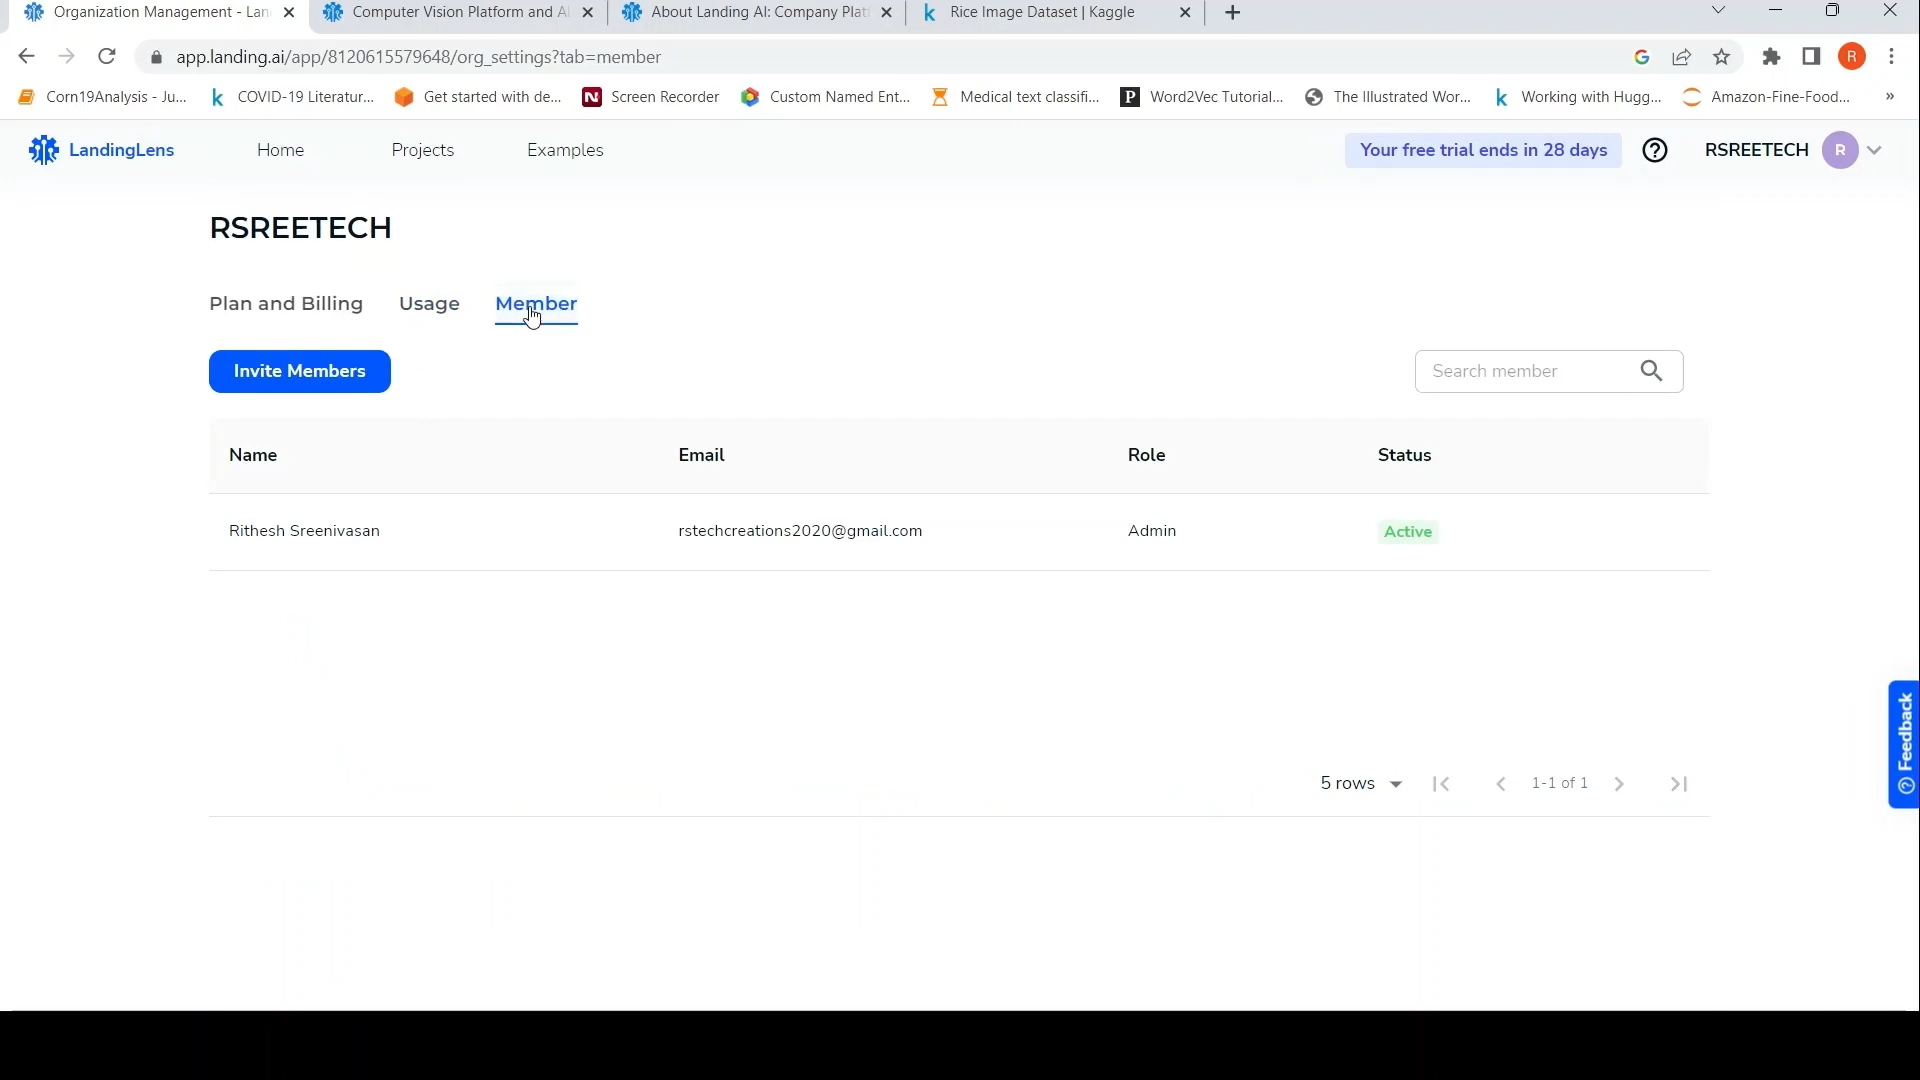 Organization Management - Lan
Computer Vision Platform and AI
About Landing AI: Company Platf
Rice Image Dataset | Kaggle
app.landing.ai/app/8120615579648/org_settings?tab=member
R
Corn19Analysis - Ju...
COVID-19 Literatur...
Get started with de...
Screen Recorder
Custom Named Ent...
Medical text classifi...
Word2Vec Tutorial...
The Illustrated Wor...
Working with Hugg...
Amazon-Fine-Food...
»
LandingLens
Home
Projects
Examples
Your free trial ends in 28 days
RSREETECH
R
RSREETECH
Plan and Billing
Usage
Member
Invite Members
Search member
Name
Email
Role
Status
Rithesh Sreenivasan
rstechcreations2020@gmail.com
Admin
Active
Feedback
5 rows
1-1 of 1